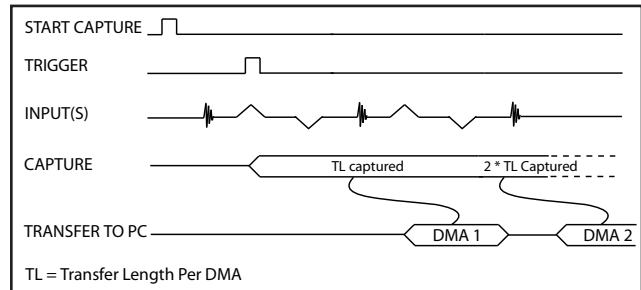 START CAPTURE
TRIGGER
INPUT(S)
CAPTURE
TL captured
2 * TL Captured
TRANSFER TO PC
DMA 1
DMA 2
TL = Transfer Length Per DMA